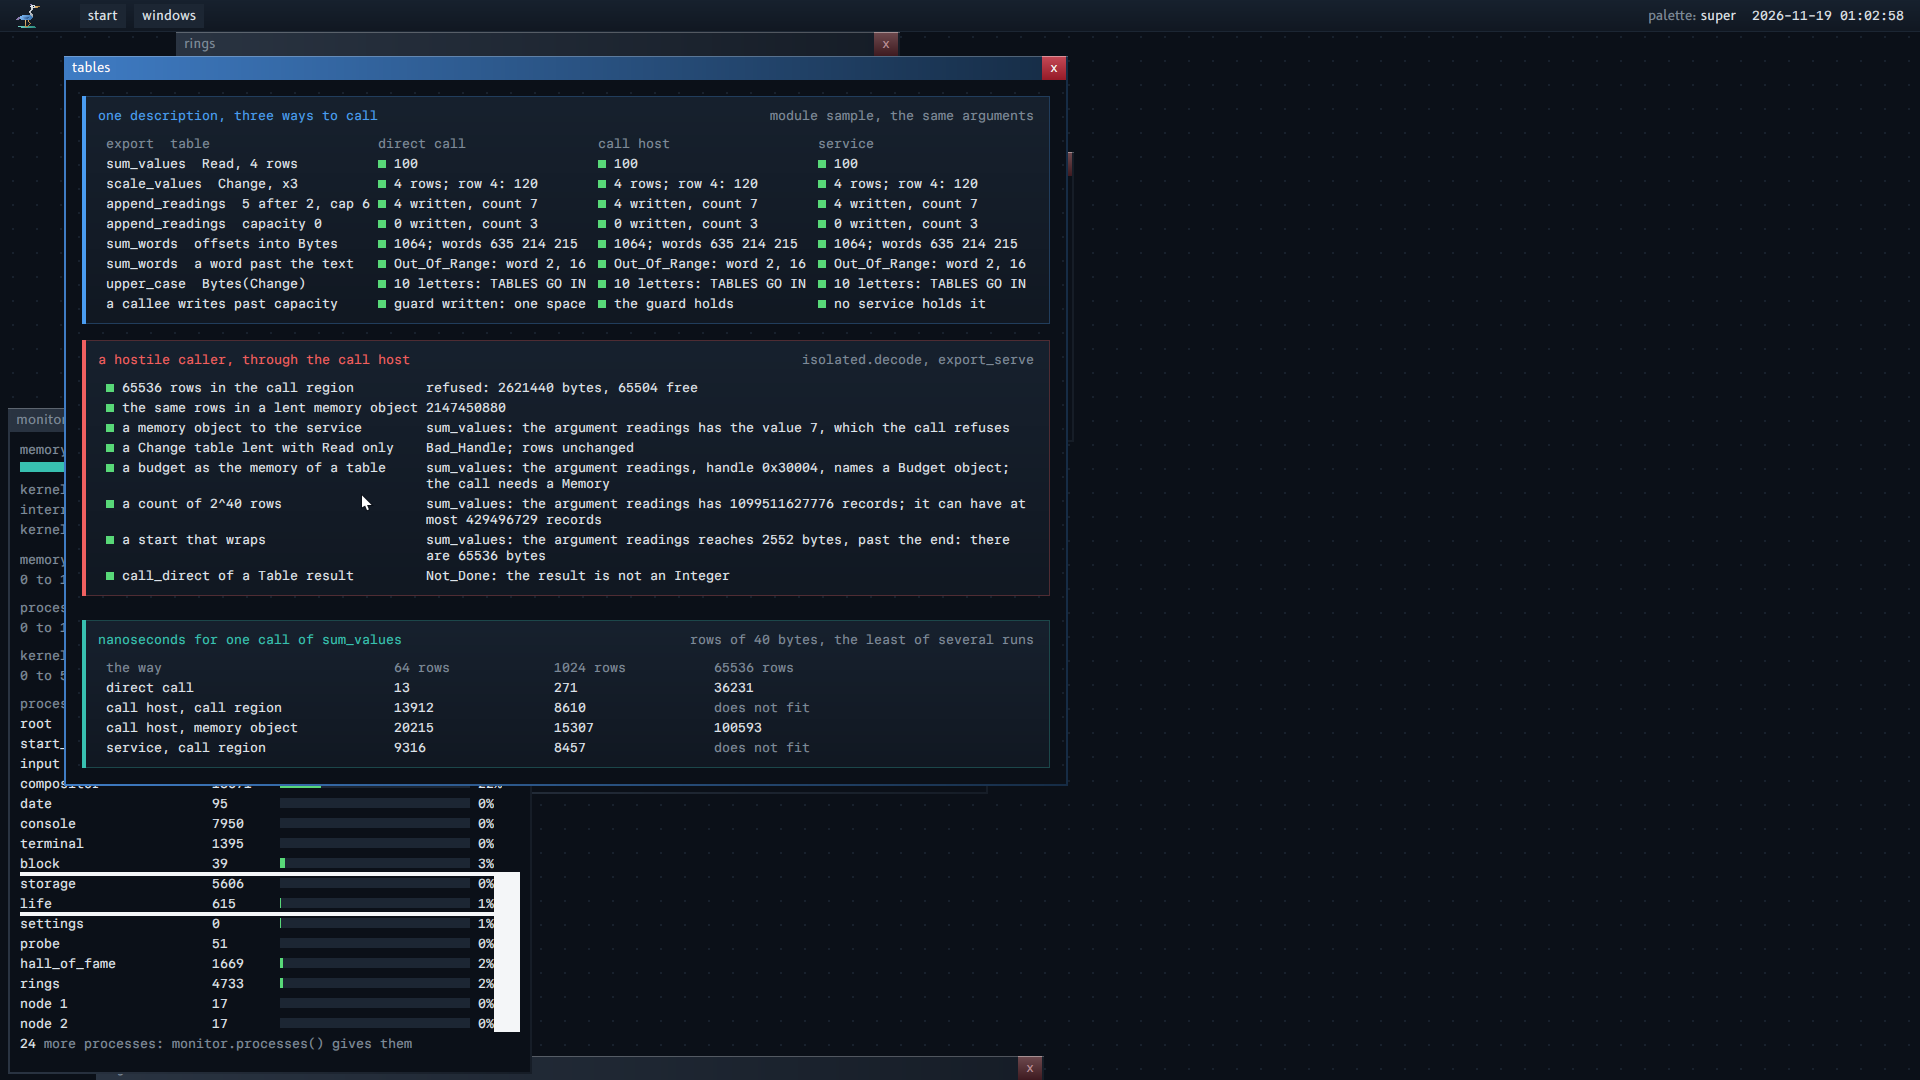 start windows palette: super 2026-11-19 01:02:58
rings x
tables x
one description, three ways to call module sample, the same arguments
export table direct call call host service
sum_values Read, 4 rows 100 100 100
scale_values Change, x3 4 rows; row 4: 120 4 rows; row 4: 120 4 rows; row 4: 120
append_readings 5 after 2, cap 6 4 written, count 7 4 written, count 7 4 written, count 7
append_readings capacity 0 0 written, count 3 0 written, count 3 0 written, count 3
sum_words offsets into Bytes 1064; words 635 214 215 1064; words 635 214 215 1064; words 635 214 215
sum_words a word past the text Out_Of_Range: word 2, 16 Out_Of_Range: word 2, 16 Out_Of_Range: word 2, 16
upper_case Bytes(Change) 10 letters: TABLES GO IN 10 letters: TABLES GO IN 10 letters: TABLES GO IN
a callee writes past capacity guard written: one space the guard holds no service holds it
a hostile caller, through the call host isolated.decode, export_serve
65536 rows in the call region refused: 2621440 bytes, 65504 free
the same rows in a lent memory object 2147450880
a memory object to the service sum_values: the argument readings has the value 7, which the call refuses
a Change table lent with Read only Bad_Handle; rows unchanged
a budget as the memory of a table sum_values: the argument readings, handle 0x30004, names a Budget object;
the call needs a Memory
a count of 2^40 rows sum_values: the argument readings has 1099511627776 records; it can have at
most 429496729 records
a start that wraps sum_values: the argument readings reaches 2552 bytes, past the end: there
are 65536 bytes
call_direct of a Table result Not_Done: the result is not an Integer
nanoseconds for one call of sum_values rows of 40 bytes, the least of several runs
the way 64 rows 1024 rows 65536 rows
direct call 13 271 36231
call host, call region 13912 8610 does not fit
call host, memory object 20215 15307 100593
service, call region 9316 8457 does not fit
monitor
memory
kernel
kernel
memory
0 to
0 to
kernel
0 to
root
start_
input
date 95 0%
console 7950 0%
terminal 1395 0%
block 39 3%
storage 5606 0%
life 615 1%
settings 0 1%
probe 51 0%
hall_of_fame 1669 2%
rings 4733 2%
node 1 17 0%
node 2 17 0%
24 more processes: monitor.processes() gives them
x